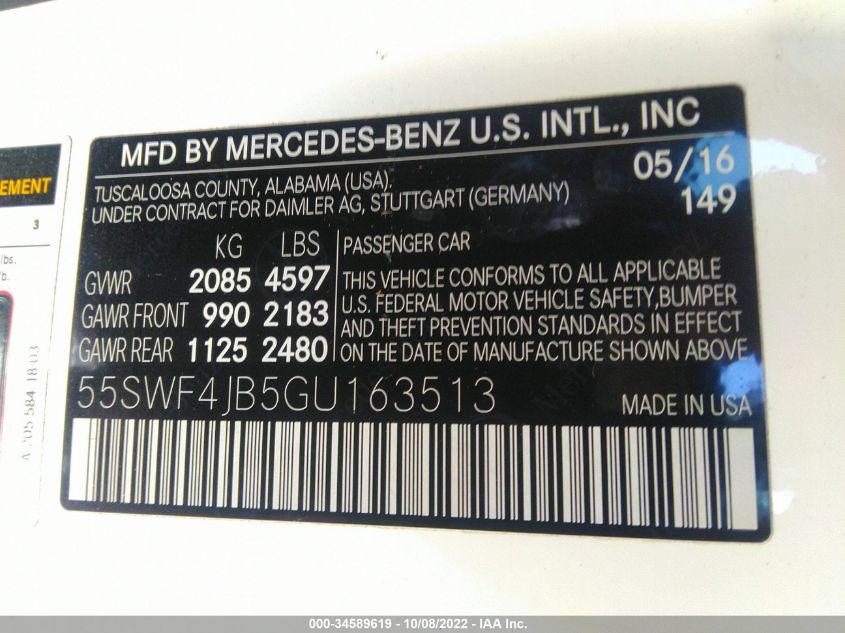 MFD BY MERCEDES-BENZ U.S. INTL., INC
TUSCALOOSA COUNTY, ALABAMA (USA). 05/16
UNDER CONTRACT FOR DAIMLER AG, STUTTGART (GERMANY) 149
KG LBS PASSENGER CAR
GVWR 2085 4597
GAWR FRONT 990 2183
GAWR REAR 1125 2480
THIS VEHICLE CONFORMS TO ALL APPLICABLE
U.S. FEDERAL MOTOR VEHICLE SAFETY,BUMPER
AND THEFT PREVENTION STANDARDS IN EFFECT
ON THE DATE OF MANUFACTURE SHOWN ABOVE
55SWF4JB5GU163513 MADE IN USA
EMENT
3
lbs.
b.
A 205 584 18 03
000-34589619 - 10/08/2022 - IAA Inc.